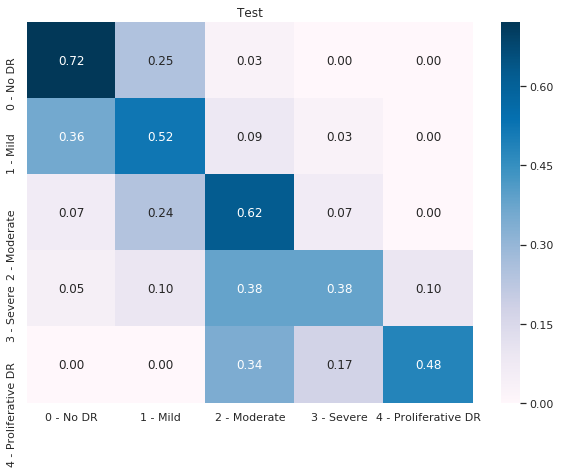 Test
0 - No DR
0.72 0.25 0.03 0.00 0.00
1 - Mild
0.36 0.52 0.09 0.03 0.00
2 - Moderate
0.07 0.24 0.62 0.07 0.00
3 - Severe
0.05 0.10 0.38 0.38 0.10
4 - Proliferative DR
0.00 0.00 0.34 0.17 0.48
0 - No DR 1 - Mild 2 - Moderate 3 - Severe 4 - Proliferative DR
0.60
0.45
0.30
0.15
0.00